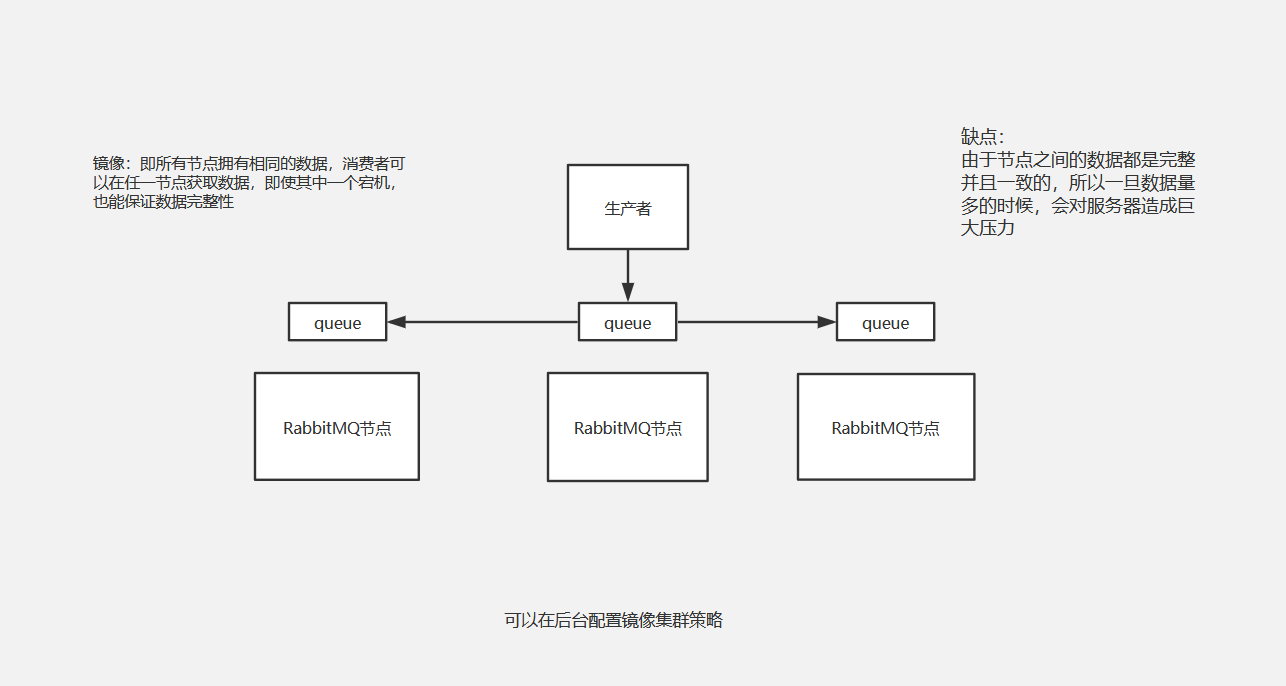 镜像：即所有节点拥有相同的数据，消费者可
以在任一节点获取数据，即使其中一个宕机，
也能保证数据完整性
缺点：
由于节点之间的数据都是完整
并且一致的，所以一旦数据量
多的时候，会对服务器造成巨
大压力
生产者
queue
queue
queue
RabbitMQ节点
RabbitMQ节点
RabbitMQ节点
可以在后台配置镜像集群策略